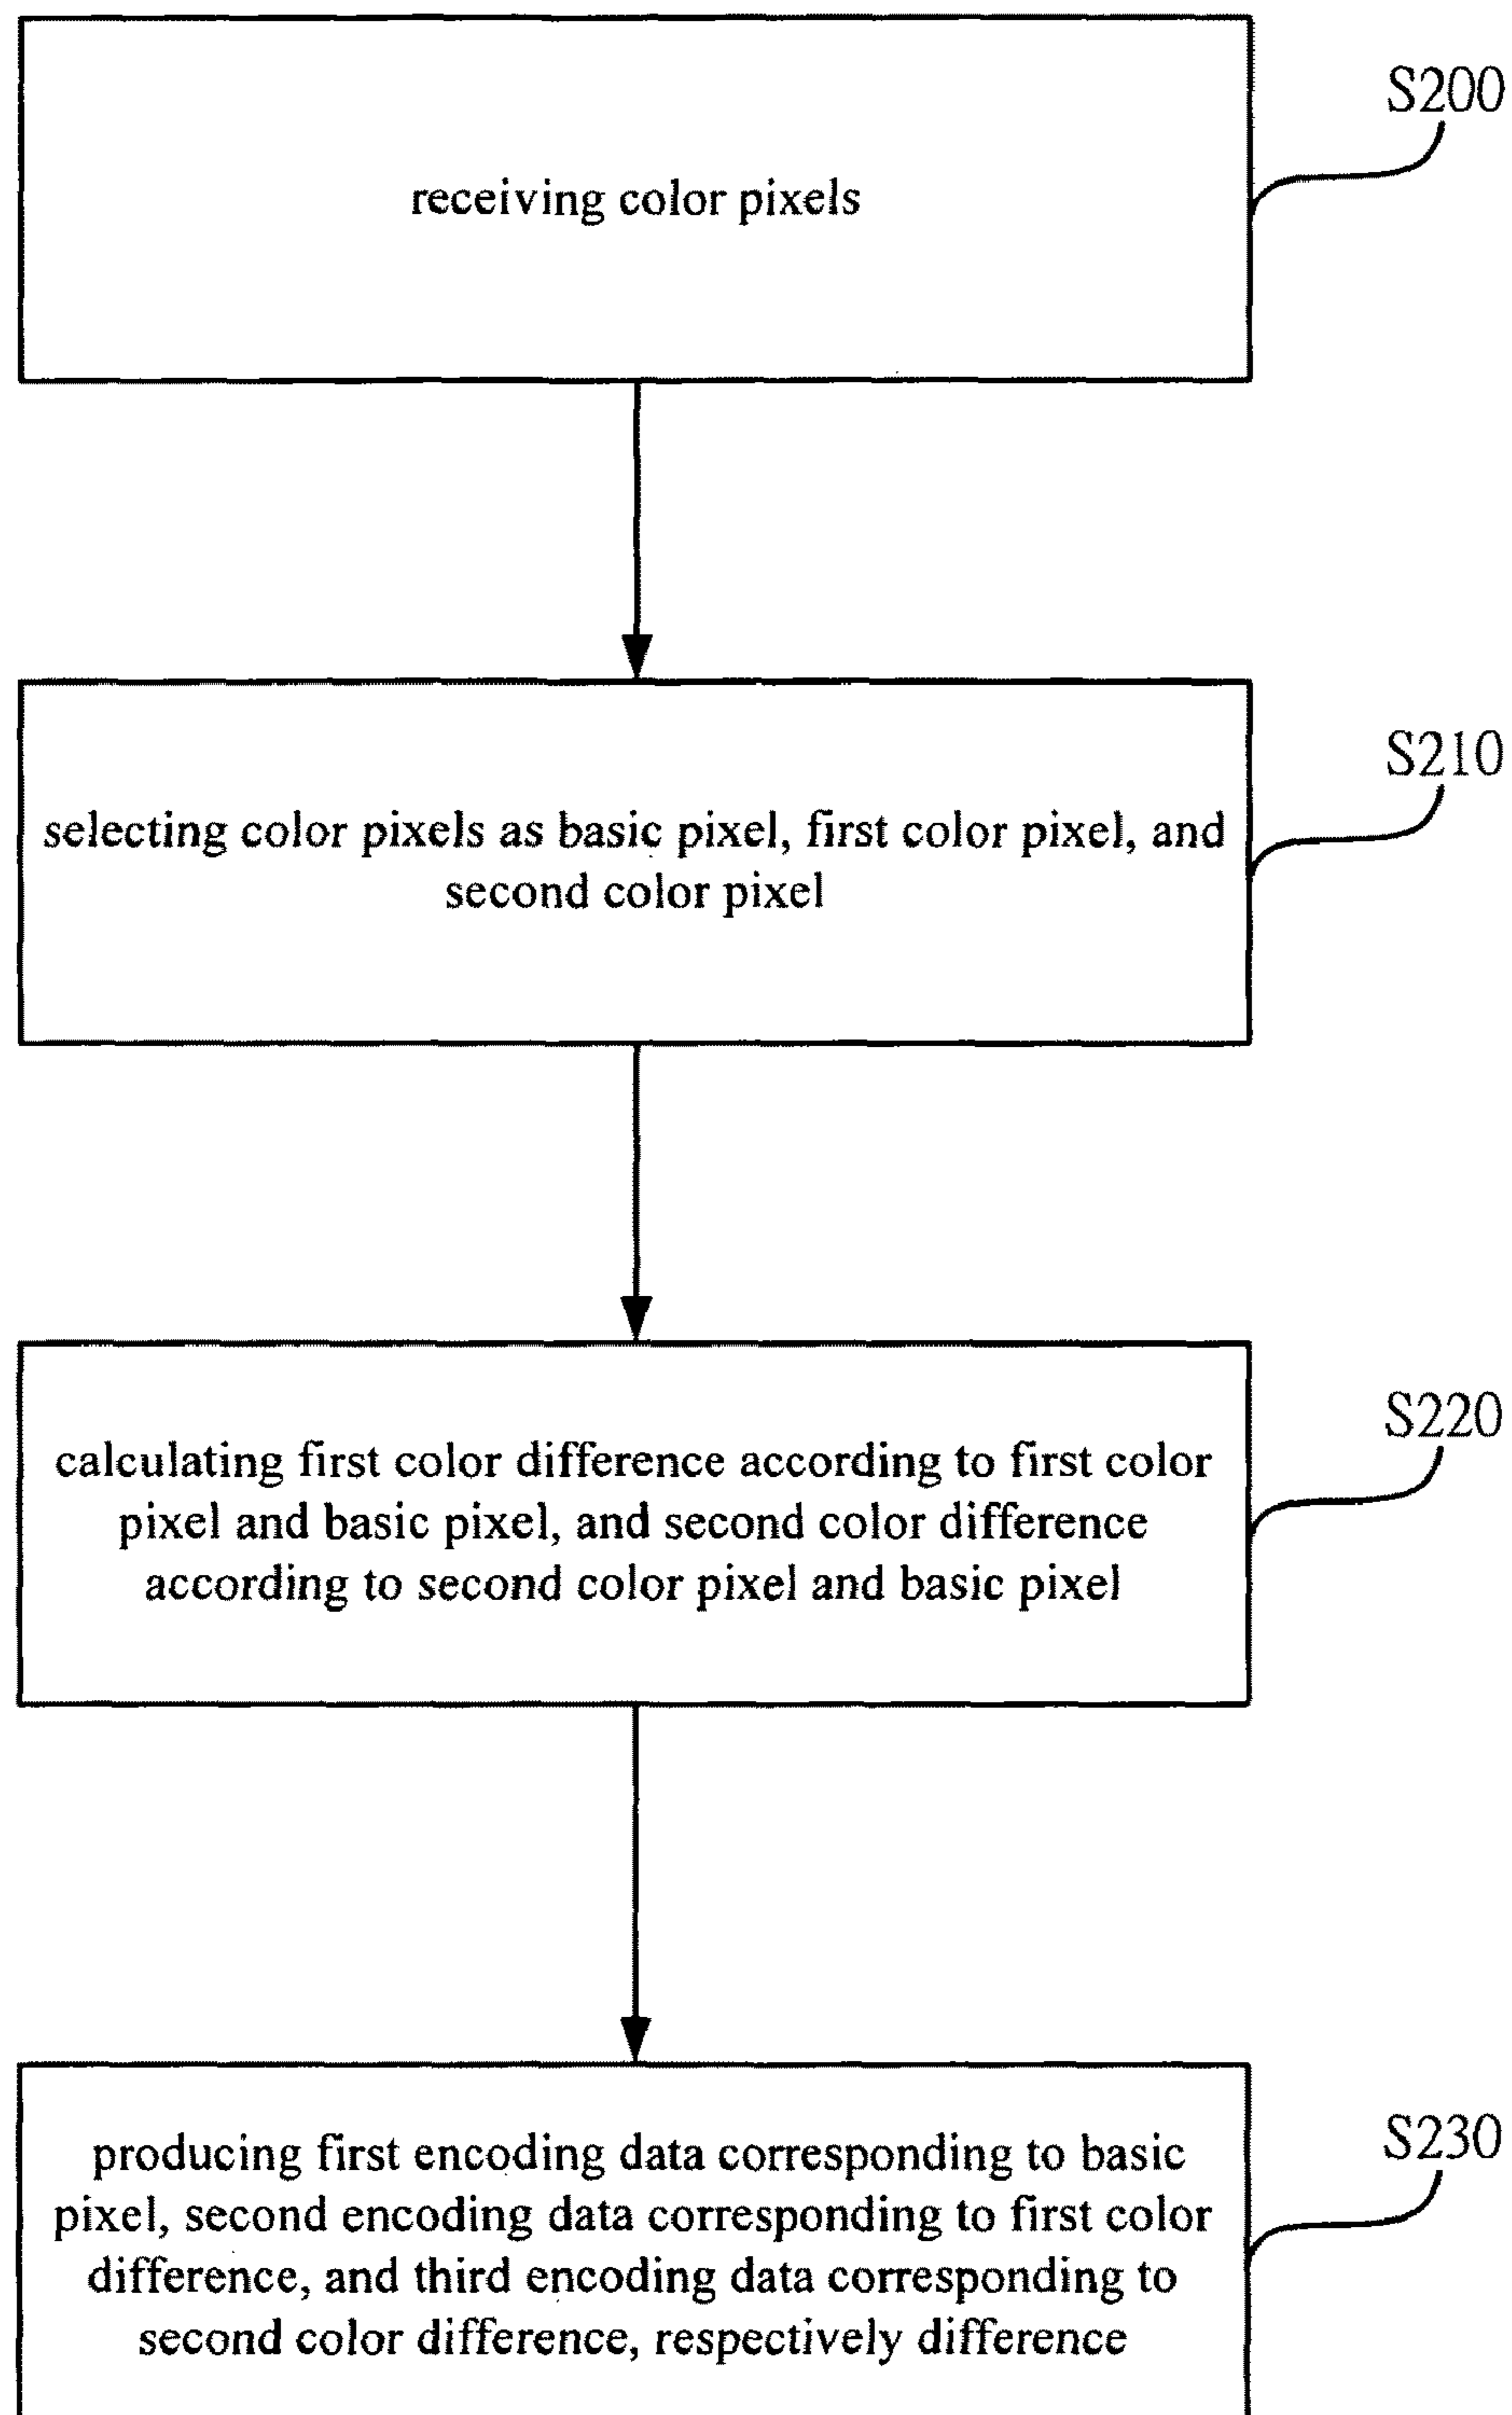 S200
receiving color pixels
S210
selecting color pixels as basic pixel, first color pixel, and
second color pixel
S220
calculating first color difference according to first color
pixel and basic pixel, and second color difference
according to second color pixel and basic pixel
S230
producing first encoding data corresponding to basic
pixel, second encoding data corresponding to first color
difference, and third encoding data corresponding to
second color difference, respectively difference